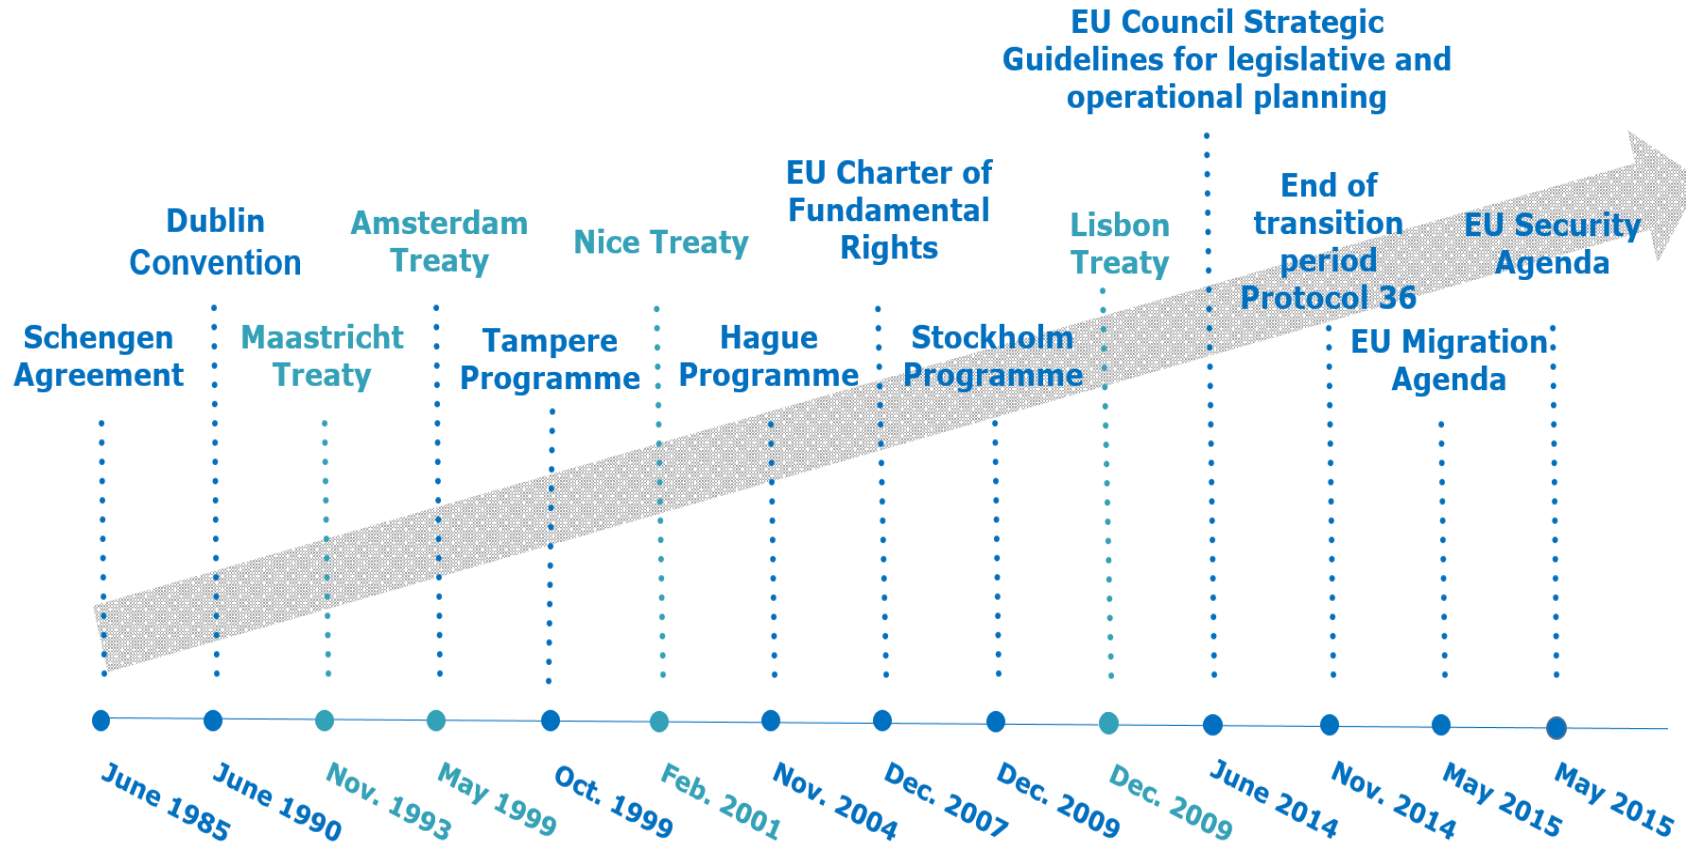 EU Council Strategic
Guidelines for legislative and
operational planning
EU Charter of
Fundamental
Rights
End of
transition
period
Protocol 36
Dublin
Convention
Amsterdam
Treaty
Nice Treaty
Lisbon
Treaty
EU Security
Agenda
Schengen
Agreement
Maastricht
Treaty
Tampere
Programme
Hague
Programme
Stockholm
Programme
EU Migration
Agenda
June 1985
June 1990
Nov. 1993
May 1999
Oct. 1999
Feb. 2001
Nov. 2004
Dec. 2007
Dec. 2009
Dec. 2009
June 2014
Nov. 2014
May 2015
May 2015